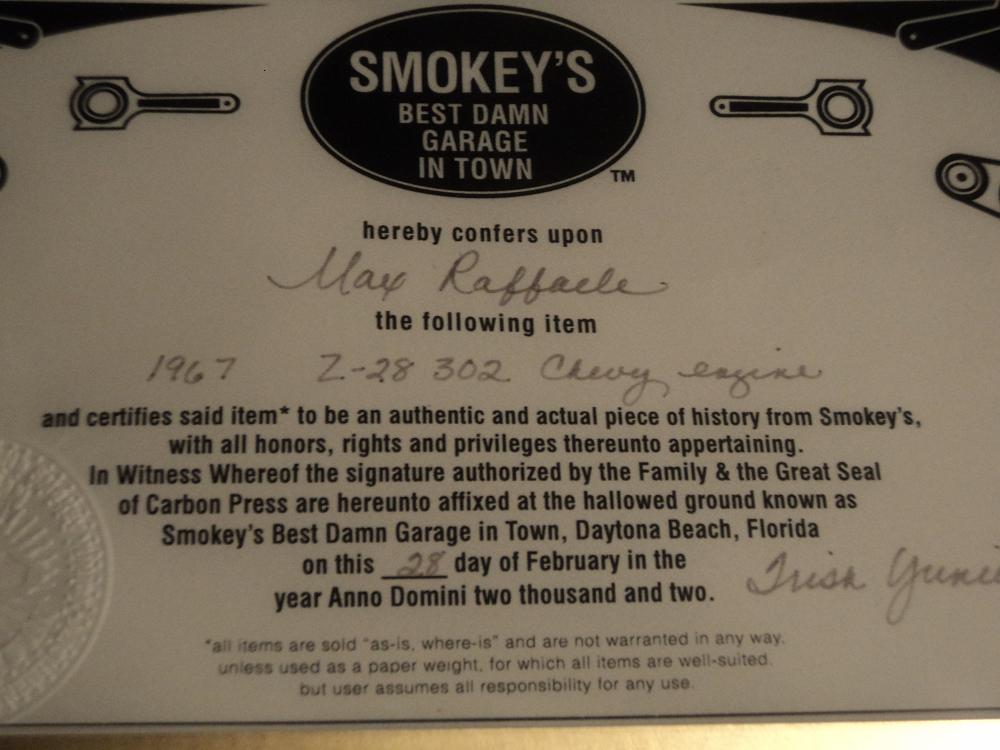 SMOKEY'S
BEST DAMN
GARAGE
IN TOWN
TM
hereby confers upon
Max Raffaele
the following item
1967 Z-28 302 Chevy engine
and certifies said item* to be an authentic and actual piece of history from Smokey's,
with all honors, rights and privileges thereunto appertaining.
In Witness Whereof the signature authorized by the Family & the Great Seal
of Carbon Press are hereunto affixed at the hallowed ground known as
Smokey's Best Damn Garage in Town, Daytona Beach, Florida
on this 28 day of February in the
year Anno Domini two thousand and two.
Trish
*all items are sold "as-is, where-is" and are not warranted in any way,
unless used as a paper weight, for which all items are well-suited,
but user assumes all responsibility for any use.